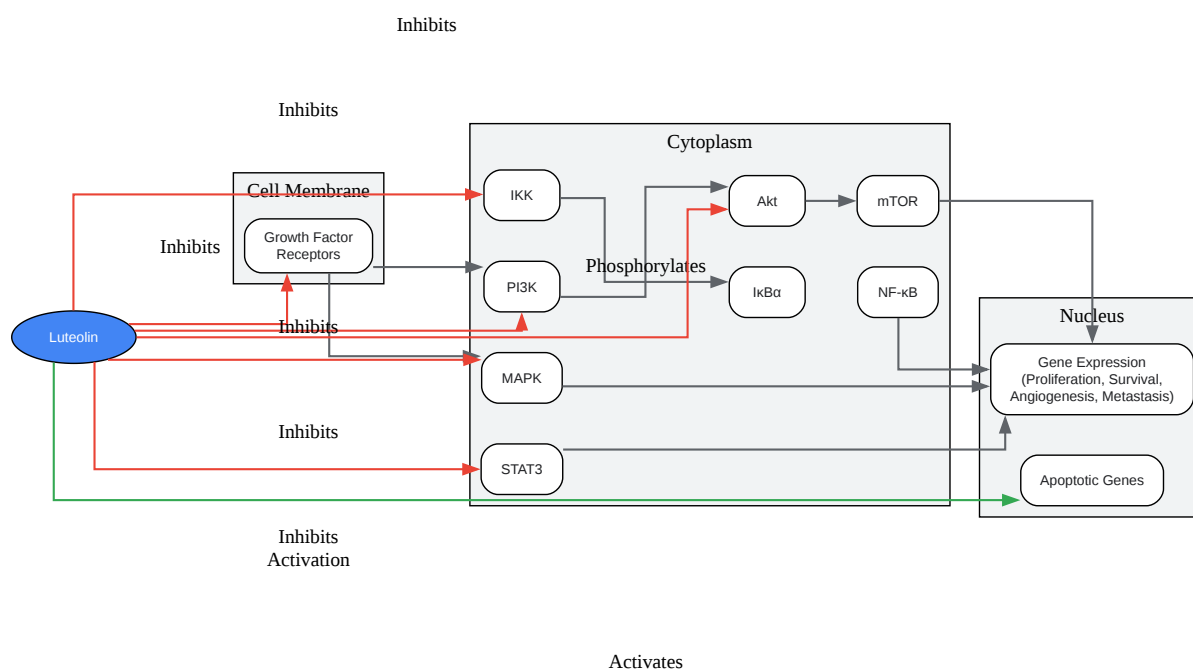 Inhibits
Inhibits
Cytoplasm
Cell Membrane
IKK
Akt
mTOR
Growth Factor
Receptors
Inhibits
Phosphorylates
PI3K
IκBα
NF-κB
Nucleus
Inhibits
Luteolin
Gene Expression
(Proliferation, Survival,
Angiogenesis, Metastasis)
MAPK
Inhibits
STAT3
Apoptotic Genes
Inhibits
Activation
Activates